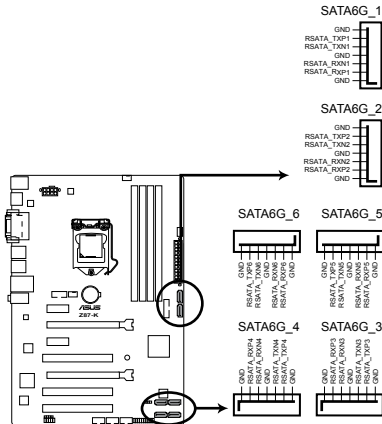 SATA6G_1
GND
RSATA_TXP1
RSATA_TXN1
GND
RSATA_RXN1
RSATA_RXP1
GND
SATA6G_2
GND
RSATA_TXP2
RSATA_TXN2
GND
RSATA_RXN2
RSATA_RXP2
GND
SATA6G_6
GND
RSATA_TXP6
RSATA_TXN6
GND
RSATA_RXN6
RSATA_RXP6
GND
SATA6G_5
GND
RSATA_TXP5
RSATA_TXN5
GND
RSATA_RXN5
RSATA_RXP5
GND
ASUS
Z87-K
SATA6G_4
GND
RSATA_RXP4
RSATA_RXN4
GND
RSATA_TXN4
RSATA_TXP4
GND
SATA6G_3
GND
RSATA_RXP3
RSATA_RXN3
GND
RSATA_TXN3
RSATA_TXP3
GND